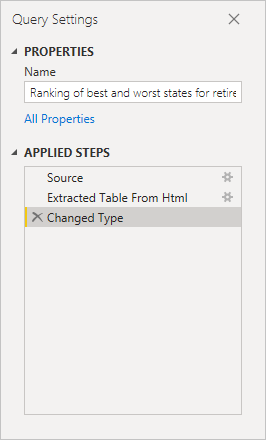 Query Settings
PROPERTIES
Name
Ranking of best and worst states for retire
All Properties
APPLIED STEPS
Source
Extracted Table From Html
Changed Type